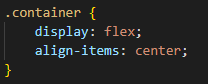 .container {
    display: flex;
    align-items: center;
}